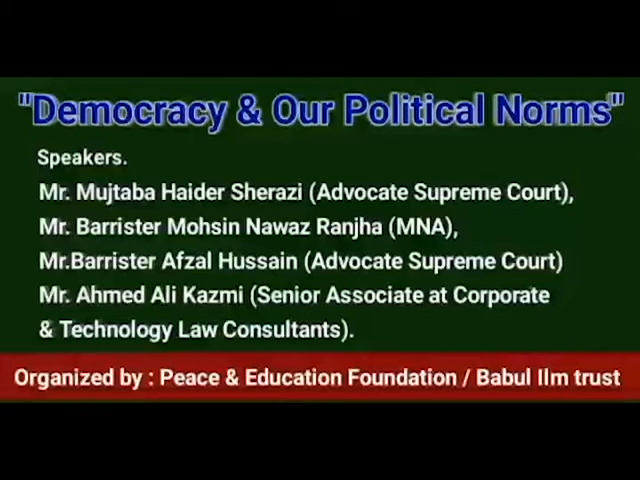 "Democracy & Our Political Norms"
Speakers.
Mr. Mujtaba Haider Sherazi (Advocate Supreme Court),
Mr. Barrister Mohsin Nawaz Ranjha (MNA),
Mr.Barrister Afzal Hussain (Advocate Supreme Court)
Mr. Ahmed Ali Kazmi (Senior Associate at Corporate
& Technology Law Consultants).
Organized by : Peace & Education Foundation / Babul Ilm trust